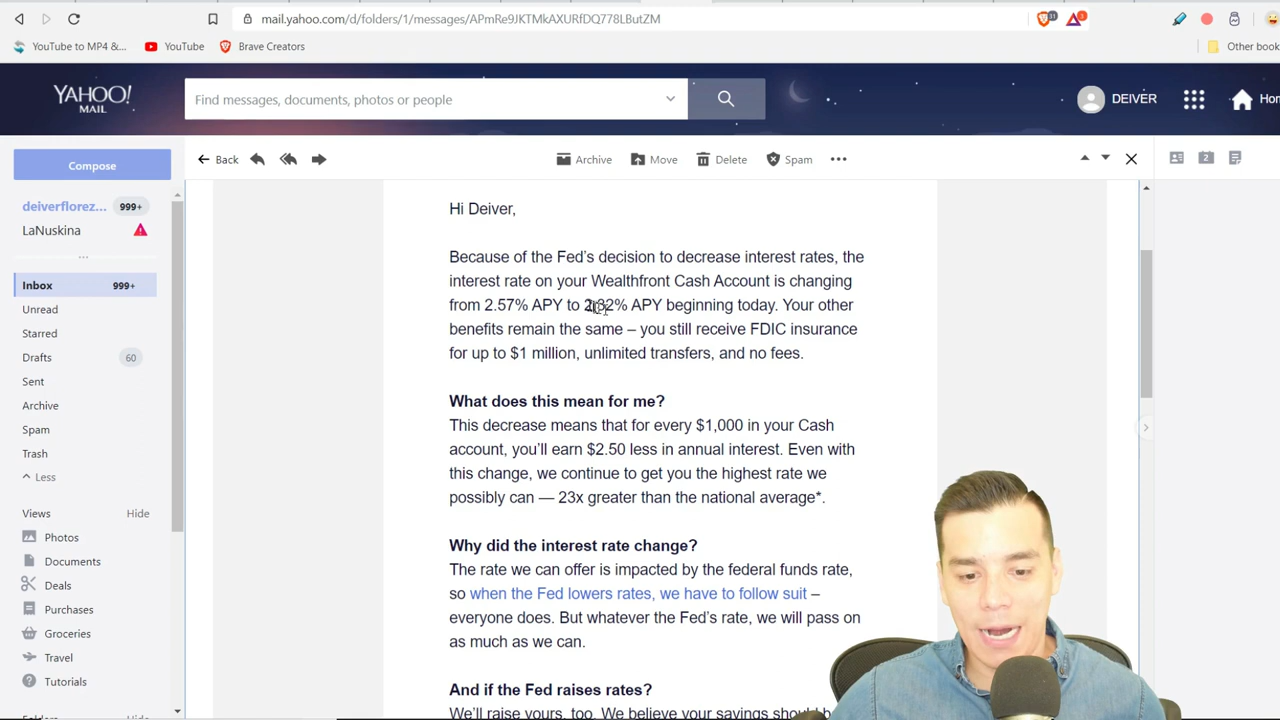 mail.yahoo.com/d/folders/1/messages/APmRe9JKTMkAXURfDQ778LButZM
31
3
YouTube to MP4 &...
YouTube
Brave Creators
Other book
YAHOO!
MAIL
Find messages, documents, photos or people
DEIVER
Hom
Compose
Back
Archive
Move
Delete
Spam
2
deiverflorez...
999+
LaNuskina
Inbox
999+
Unread
Starred
Drafts
60
Sent
Archive
Spam
Trash
Less
Views
Hide
Photos
Documents
Deals
Purchases
Groceries
Travel
Tutorials
Folders
Hide
Hi Deiver,
Because of the Fed's decision to decrease interest rates, the
interest rate on your Wealthfront Cash Account is changing
from 2.57% APY to 2.32% APY beginning today. Your other
benefits remain the same – you still receive FDIC insurance
for up to $1 million, unlimited transfers, and no fees.
What does this mean for me?
This decrease means that for every $1,000 in your Cash
account, you'll earn $2.50 less in annual interest. Even with
this change, we continue to get you the highest rate we
possibly can — 23x greater than the national average*.
Why did the interest rate change?
The rate we can offer is impacted by the federal funds rate,
so when the Fed lowers rates, we have to follow suit –
everyone does. But whatever the Fed's rate, we will pass on
as much as we can.
And if the Fed raises rates?
We'll raise yours, too. We believe your savings should b